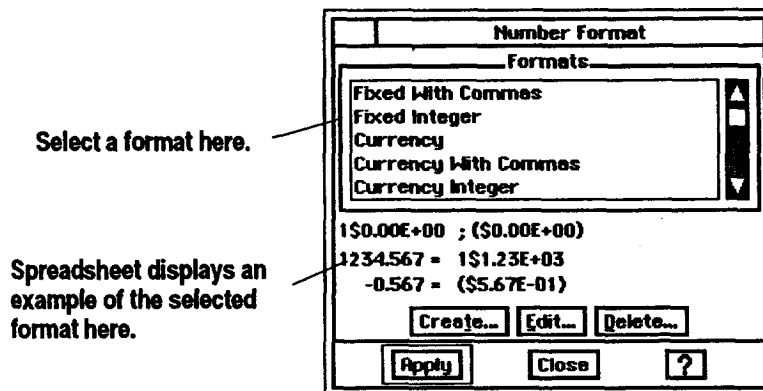 Number Format
Formats
Fixed With Commas
Fixed Integer
Currency
Currency With Commas
Currency Integer
Select a format here.
1$0.00E+00 ; ($0.00E+00)
1234.567 = 1$1.23E+03
-0.567 = ($5.67E-01)
Spreadsheet displays an
example of the selected
format here.
Create... Edit... Delete...
Apply Close ?